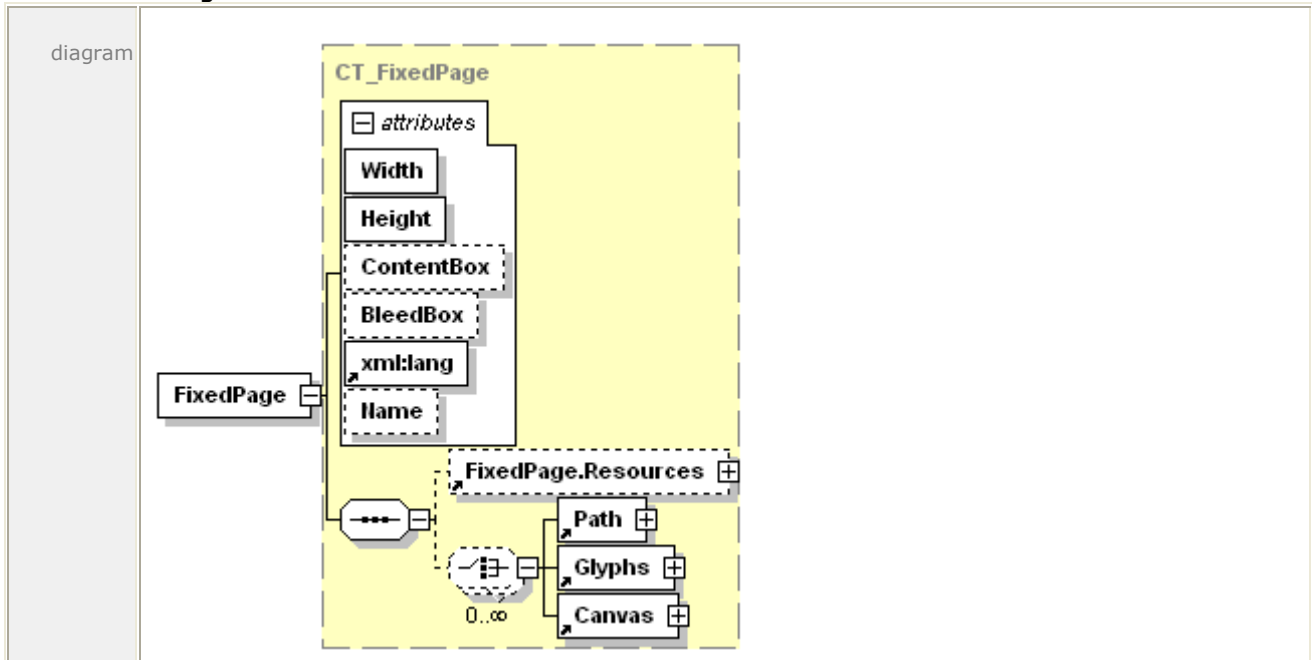 diagram
CT_FixedPage
attributes
Width
Height
ContentBox
BleedBox
xml:lang
Name
FixedPage
FixedPage.Resources
Path
Glyphs
Canvas
0..∞